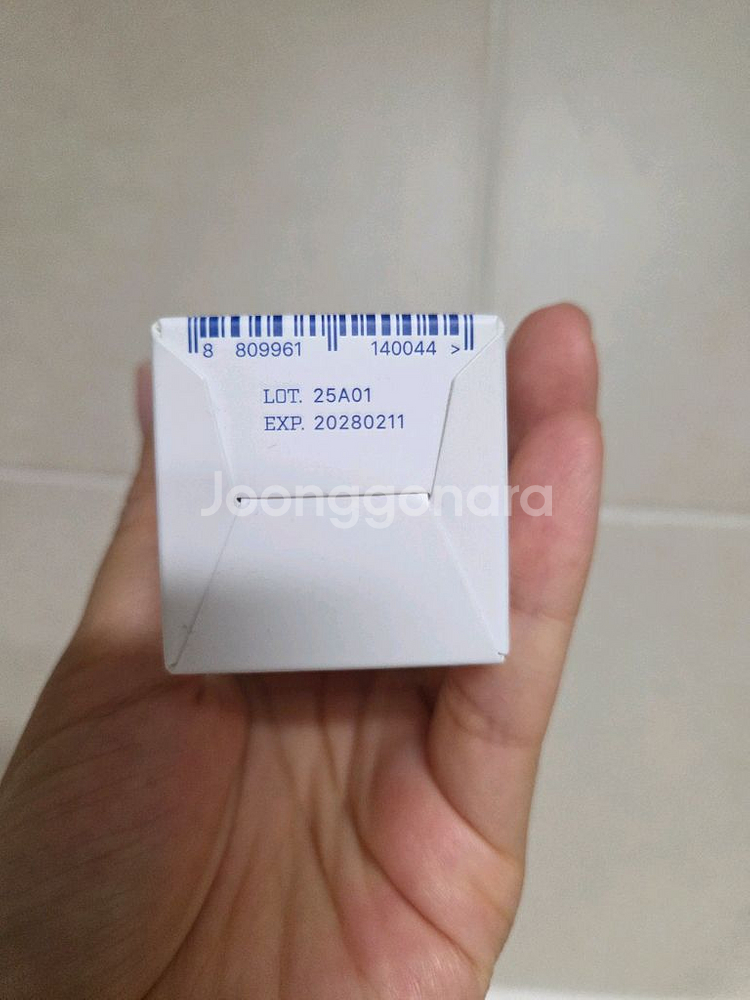 8 809961 140044 >
LOT. 25A01
EXP. 20280211
Joonggonara